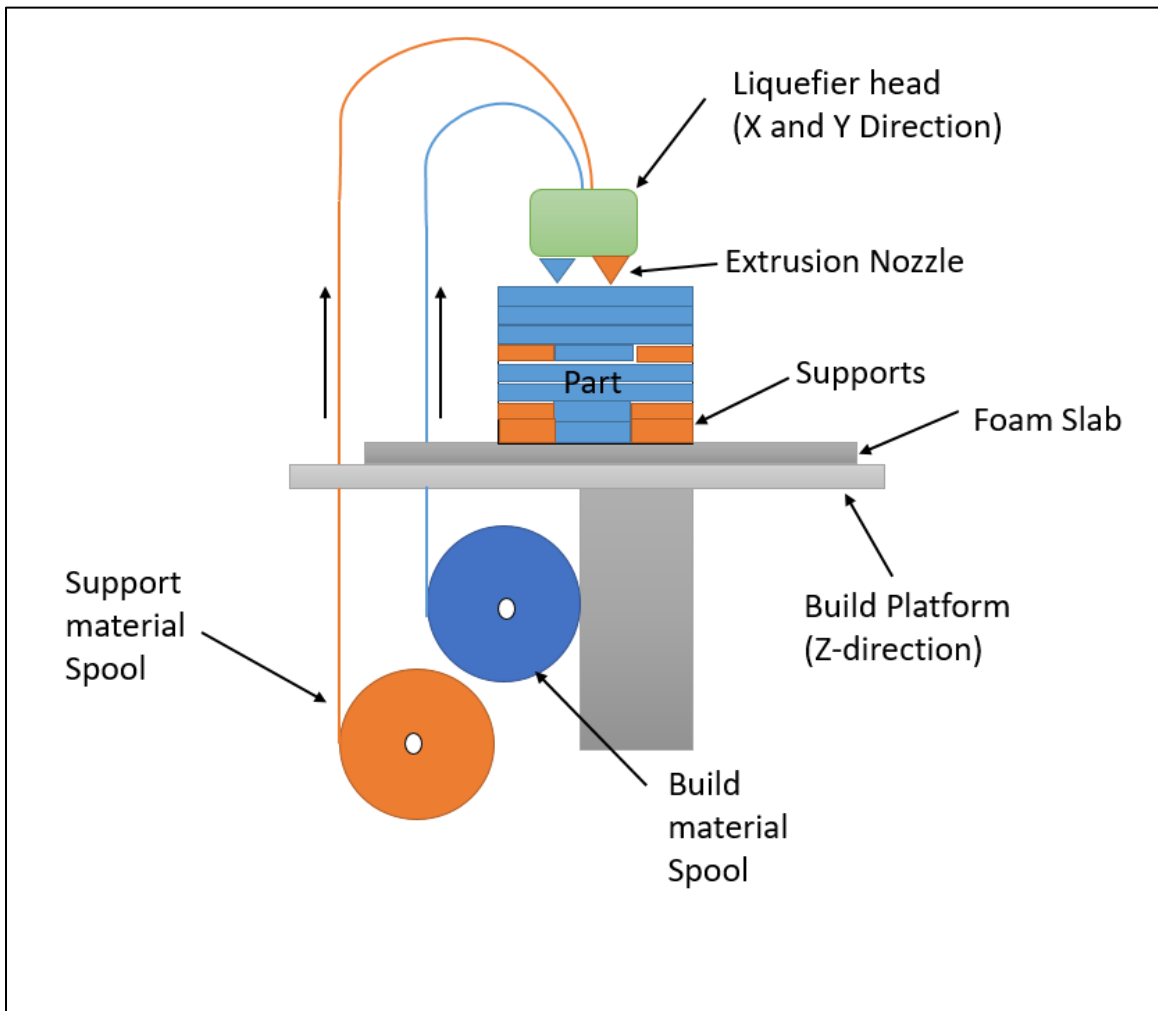 Liquefier head
(X and Y Direction)
Extrusion Nozzle
Part
Supports
Foam Slab
Support
material
Spool
Build Platform
(Z-direction)
Build
material
Spool